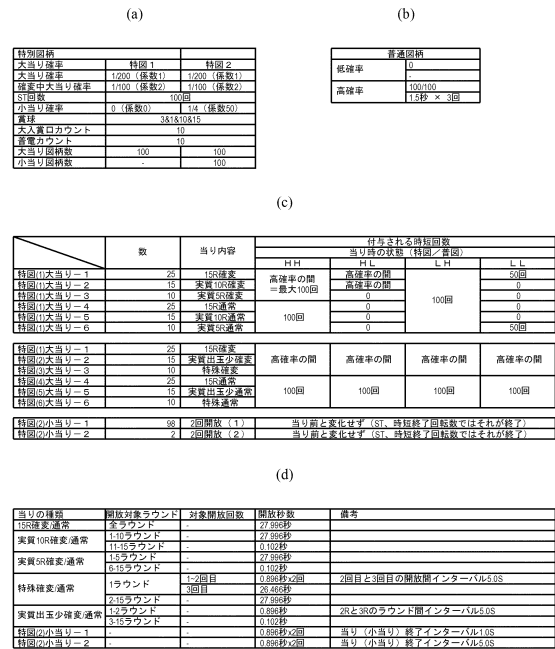 (a)
特別図柄
大当り確率 特図1 特図2
大当り確率 1/200（係数1） 1/200（係数1）
確変中大当り確率 1/100（係数2） 1/100（係数2）
ST回数 100回
小当り確率 0（係数0） 1/4（係数50）
賞球 3&1&10&15
大入賞口カウント 10
普電カウント 10
大当り図柄数 100 100
小当り図柄数 - 100
(b)
普通図柄
低確率 0
-
高確率 100/100
1.5秒 × 3回
(c)
数 当り内容 付与される時短回数
当り時の状態（特図／普図）
HH HL LH LL
特図(1)大当り－1 25 15R確変 高確率の間＝最大100回 高確率の間 100回 50回
特図(1)大当り－2 15 実質10R確変 高確率の間 0
特図(1)大当り－3 10 実質5R確変 0 0
特図(1)大当り－4 25 15R通常 100回 0 0
特図(1)大当り－5 15 実質10R通常 0 0
特図(1)大当り－6 10 実質5R通常 0 50回
特図(1)大当り－1 25 15R確変 高確率の間 高確率の間 高確率の間 高確率の間
特図(2)大当り－2 15 実質出玉少確変
特図(3)大当り－3 10 特殊確変
特図(4)大当り－4 25 15R通常 100回 100回 100回 100回
特図(5)大当り－5 15 実質出玉少通常
特図(6)大当り－6 10 特殊通常
特図(2)小当り－1 98 2回開放（1） 当り前と変化せず（ST、時短終了回転数ではそれが終了）
特図(2)小当り－2 2 2回開放（2） 当り前と変化せず（ST、時短終了回転数ではそれが終了）
(d)
当りの種類 開放対象ラウンド 対象開放回数 開放秒数 備考
15R確変/通常 全ラウンド - 27.996秒
実質10R確変/通常 1-10ラウンド - 27.996秒
11-15ラウンド - 0.102秒
実質5R確変/通常 1-5ラウンド - 27.996秒
6-15ラウンド - 0.102秒
特殊確変/通常 1ラウンド 1-2回目 0.896秒x2回 2回目と3回目の開放間インターバル5.0S
3回目 26.466秒
2-15ラウンド - 27.996秒
実質出玉少確変/通常 1-2ラウンド - 0.896秒 2Rと3Rのラウンド間インターバル5.0S
3-15ラウンド - 0.102秒
特図(2)小当り－1 - - 0.896秒x2回 当り（小当り）終了インターバル1.0S
特図(2)小当り－2 - - 0.896秒x2回 当り（小当り）終了インターバル5.0S